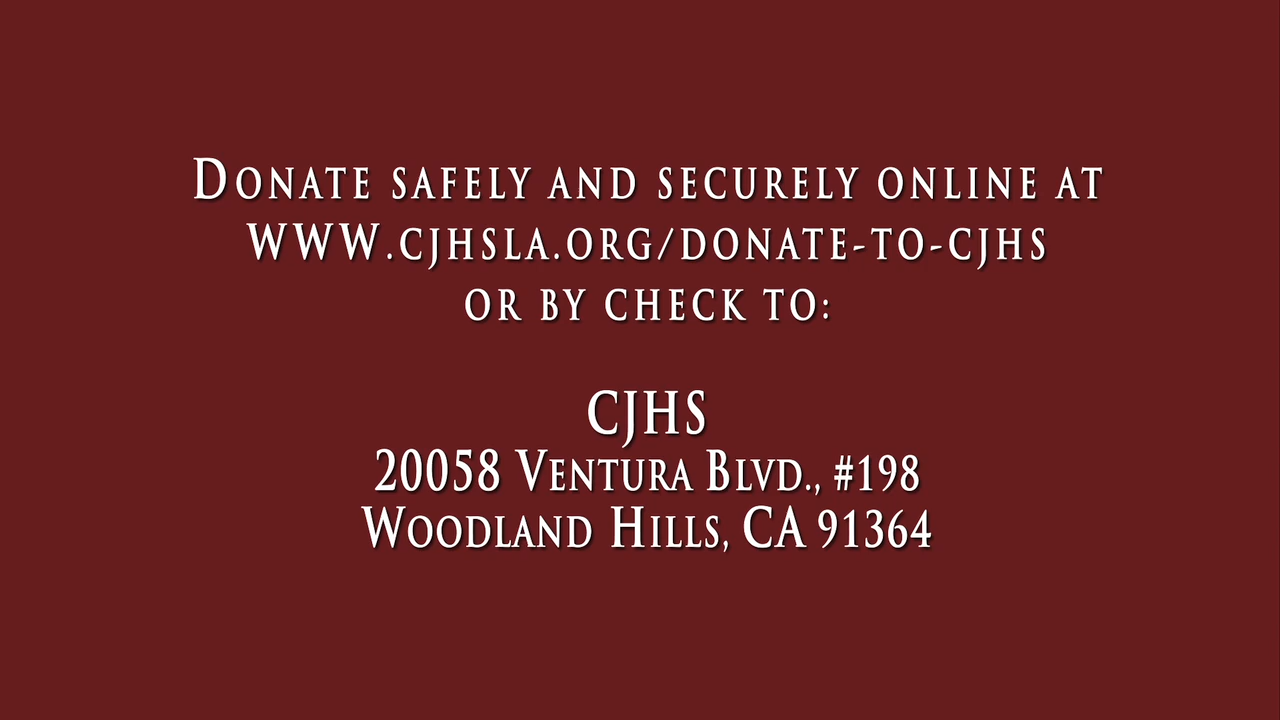 Donate safely and securely online at
www.cjhsla.org/donate-to-cjhs
or by check to:
CJHS
20058 Ventura Blvd., #198
Woodland Hills, CA 91364